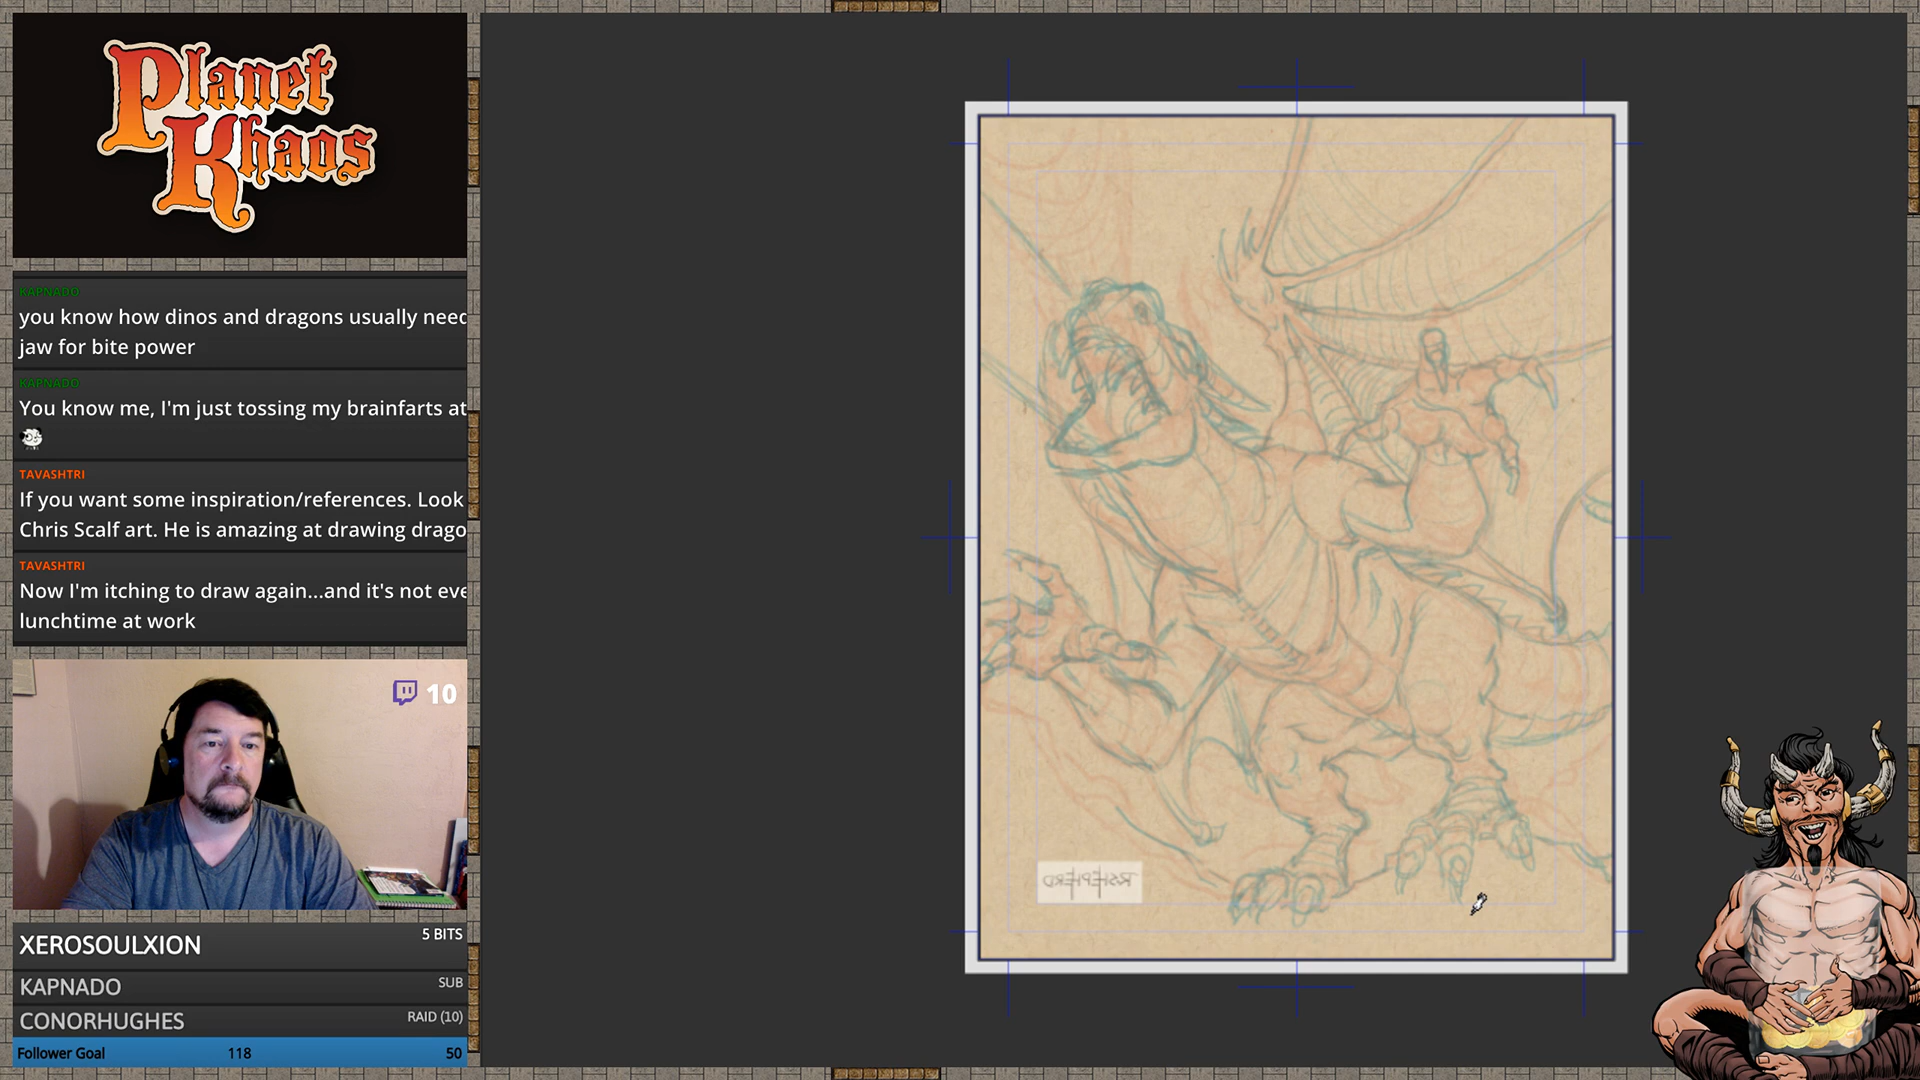 Planet
Khaos
KAPNADO
you know how dinos and dragons usually need
jaw for bite power
KAPNADO
You know me, I'm just tossing my brainfarts at
TAVASHTRI
If you want some inspiration/references. Look
Chris Scalf art. He is amazing at drawing drago
TAVASHTRI
Now I'm itching to draw again...and it's not eve
lunchtime at work
10
XEROSOULXION
5 BITS
KAPNADO
SUB
CONORHUGHES
RAID (10)
Follower Goal
118
50